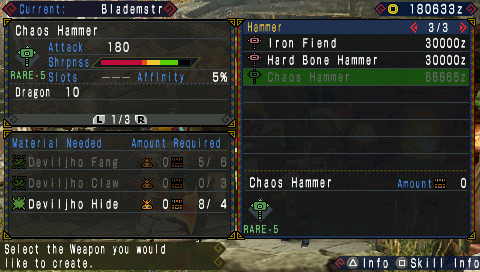 Current: Blademstr
180633z
Chaos Hammer
Attack 180
Shrpnss
RARE-5 Slots --- Affinity 5%
Dragon 10
L 1/3 R
Material Needed Amount Required
Deviljho Fang 0 5/ 6
Deviljho Claw 0 0/ 3
Deviljho Hide 0 8/ 4
Select the Weapon you would
like to create.
Hammer 3/3
Iron Fiend 30000z
Hard Bone Hammer 30000z
Chaos Hammer 66666z
Chaos Hammer Amount 0
RARE-5
Info Skill Info